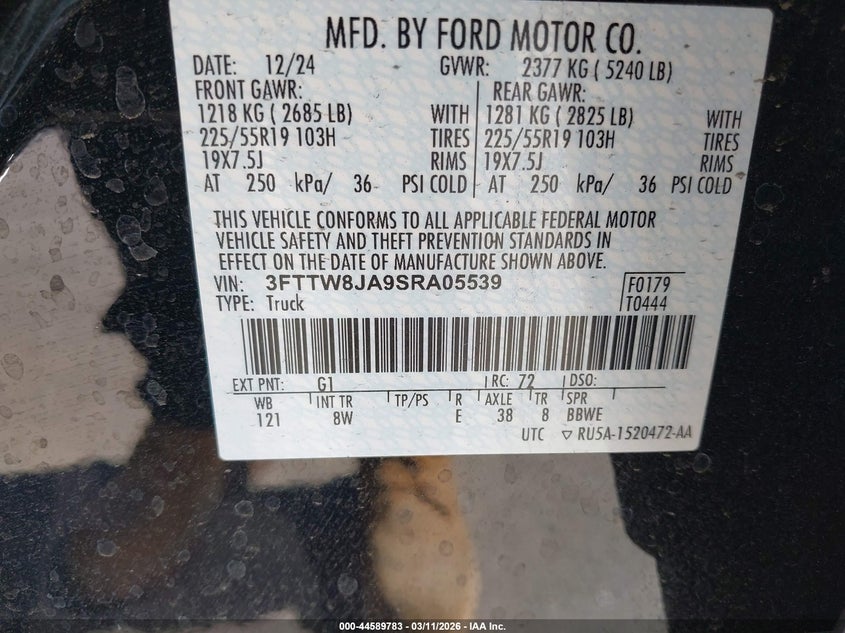 MFD. BY FORD MOTOR CO.
DATE: 12/24 GVWR: 2377 KG ( 5240 LB)
FRONT GAWR: REAR GAWR:
1218 KG ( 2685 LB) WITH 1281 KG ( 2825 LB) WITH
225/55R19 103H TIRES 225/55R19 103H TIRES
19X7.5J RIMS 19X7.5J RIMS
AT 250 kPa/ 36 PSI COLD AT 250 kPa/ 36 PSI COLD
THIS VEHICLE CONFORMS TO ALL APPLICABLE FEDERAL MOTOR
VEHICLE SAFETY AND THEFT PREVENTION STANDARDS IN
EFFECT ON THE DATE OF MANUFACTURE SHOWN ABOVE.
VIN: 3FTTW8JA9SRA05539 F0179
TYPE: Truck T0444
EXT PNT: G1 RC: 72 DSO:
WB INT TR TP/PS R AXLE TR SPR
121 8W E 38 8 BBWE
UTC ▽ RU5A-1520472-AA
000-44589783 - 03/11/2026 - IAA Inc.